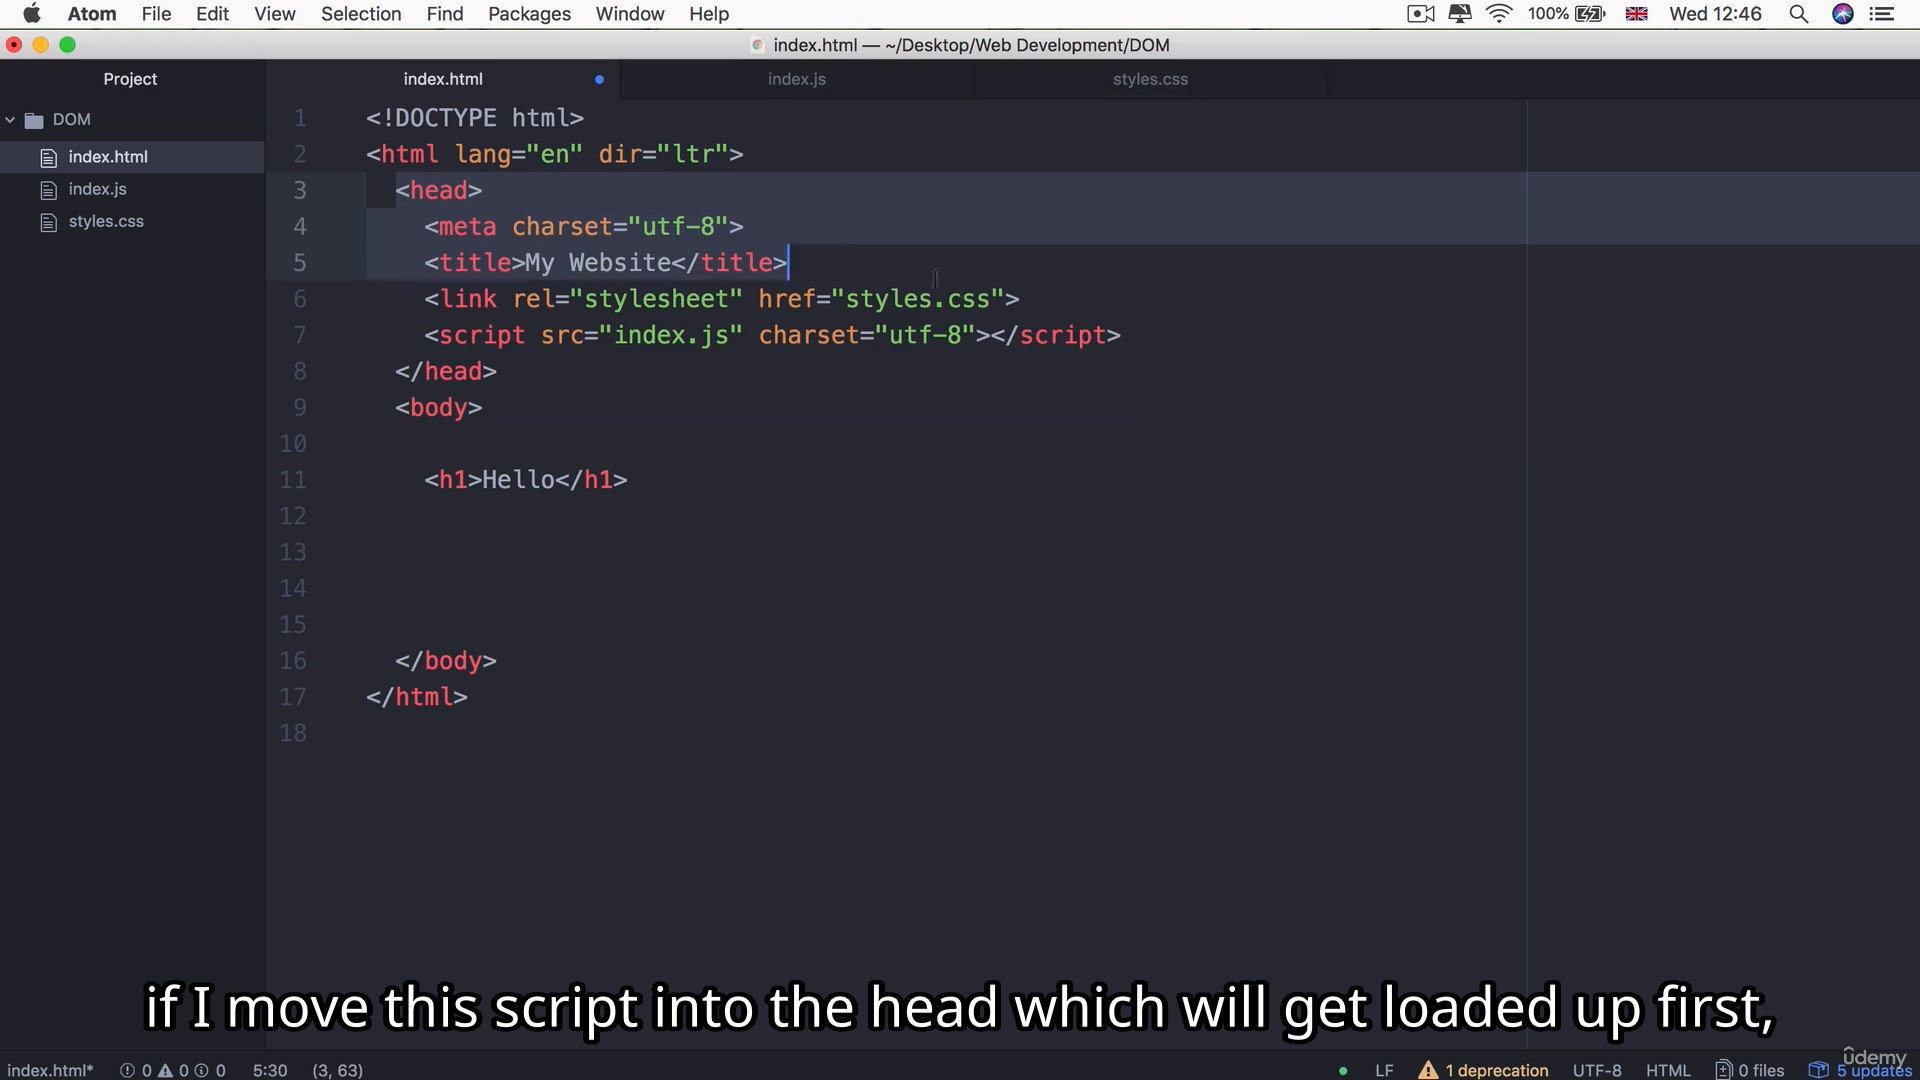 Atom File Edit View Selection Find Packages Window Help 100% Wed 12:46
index.html — ~/Desktop/Web Development/DOM
Project index.html index.js styles.css
DOM
index.html
index.js
styles.css
1 <!DOCTYPE html>
2 <html lang="en" dir="ltr">
3 <head>
4 <meta charset="utf-8">
5 <title>My Website</title>
6 <link rel="stylesheet" href="styles.css">
7 <script src="index.js" charset="utf-8"></script>
8 </head>
9 <body>
10
11 <h1>Hello</h1>
12
13
14
15
16 </body>
17 </html>
18
if I move this script into the head which will get loaded up first,
index.html* 0 0 0 5:30 (3, 63) LF 1 deprecation UTF-8 HTML 0 files 5 updates
ûdemy